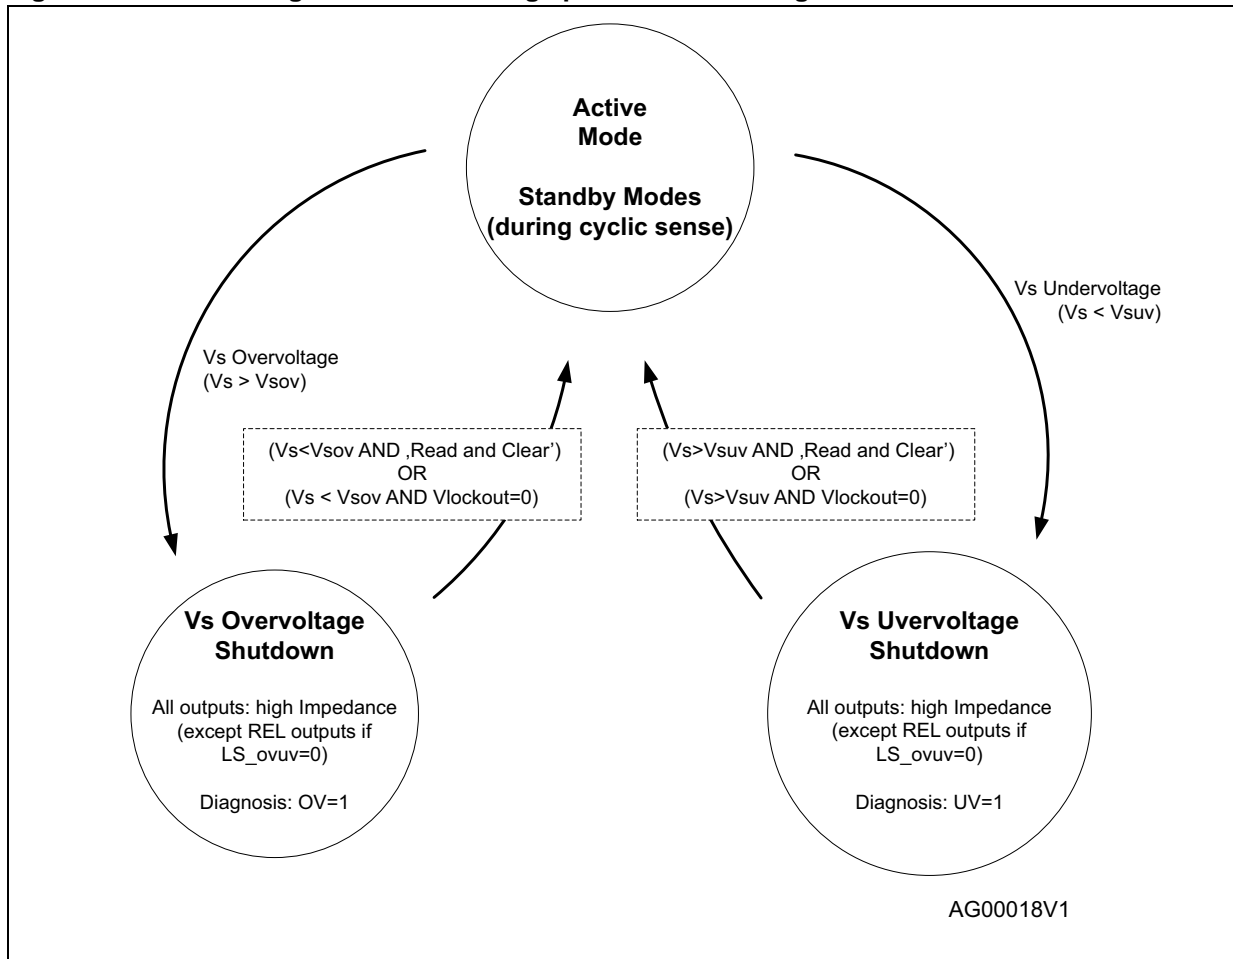 Active
Mode
Standby Modes
(during cyclic sense)
Vs Undervoltage
(Vs < Vsuv)
Vs Overvoltage
(Vs > Vsov)
(Vs<Vsov AND ‚Read and Clear’)
OR
(Vs < Vsov AND Vlockout=0)
(Vs>Vsuv AND ‚Read and Clear’)
OR
(Vs>Vsuv AND Vlockout=0)
Vs Overvoltage
Shutdown
All outputs: high Impedance
(except REL outputs if
LS_ovuv=0)
Diagnosis: OV=1
Vs Uvervoltage
Shutdown
All outputs: high Impedance
(except REL outputs if
LS_ovuv=0)
Diagnosis: UV=1
AG00018V1